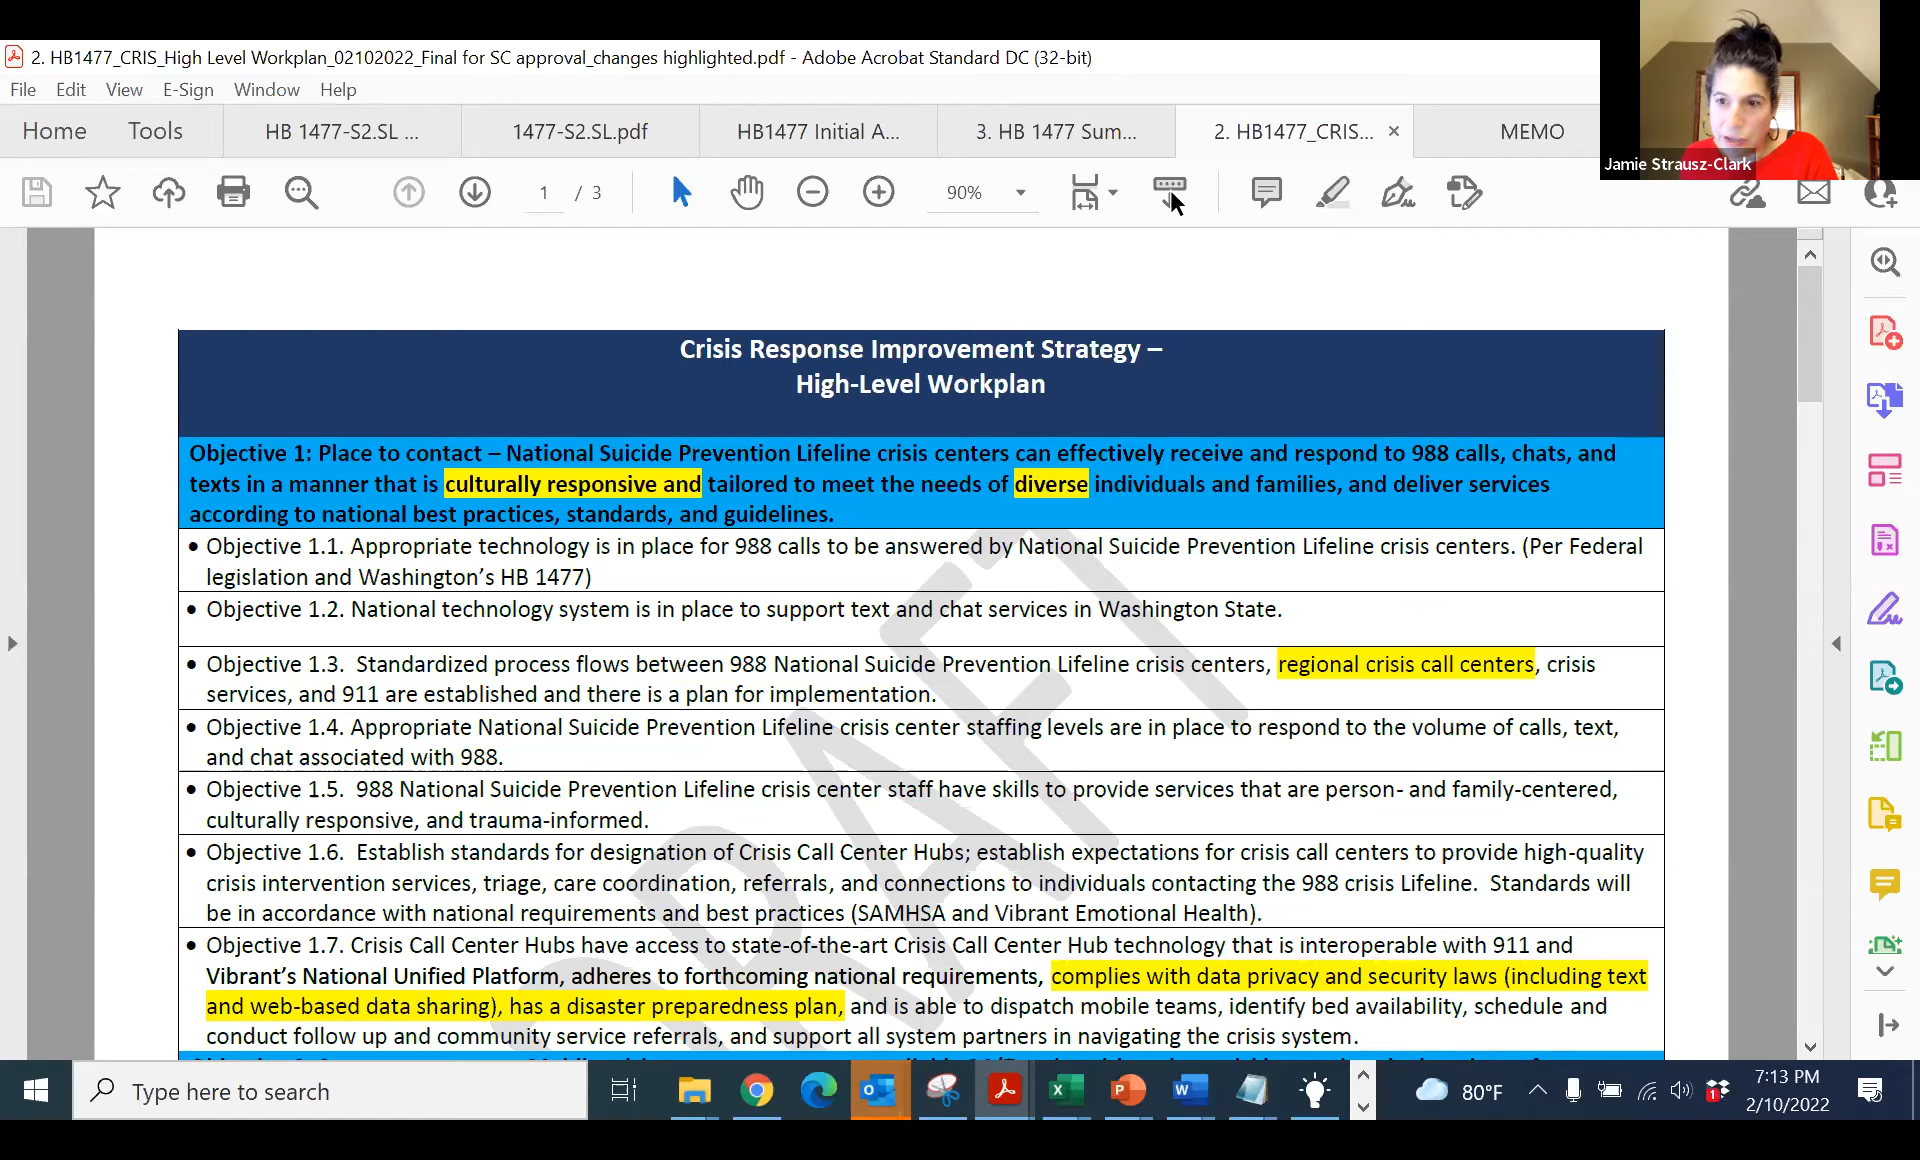 2. HB1477_CRIS_High Level Workplan_02102022_Final for SC approval_changes highlighted.pdf - Adobe Acrobat Standard DC (32-bit)
File Edit View E-Sign Window Help
Home Tools HB 1477-S2.SL ... 1477-S2.SL.pdf HB1477 Initial A... 3. HB 1477 Sum... 2. HB1477_CRIS... × MEMO
Jamie Strausz-Clark
1 / 3 90%
Crisis Response Improvement Strategy –
High-Level Workplan
Objective 1: Place to contact – National Suicide Prevention Lifeline crisis centers can effectively receive and respond to 988 calls, chats, and
texts in a manner that is culturally responsive and tailored to meet the needs of diverse individuals and families, and deliver services
according to national best practices, standards, and guidelines.
• Objective 1.1. Appropriate technology is in place for 988 calls to be answered by National Suicide Prevention Lifeline crisis centers. (Per Federal
legislation and Washington's HB 1477)
• Objective 1.2. National technology system is in place to support text and chat services in Washington State.
• Objective 1.3. Standardized process flows between 988 National Suicide Prevention Lifeline crisis centers, regional crisis call centers, crisis
services, and 911 are established and there is a plan for implementation.
• Objective 1.4. Appropriate National Suicide Prevention Lifeline crisis center staffing levels are in place to respond to the volume of calls, text,
and chat associated with 988.
• Objective 1.5. 988 National Suicide Prevention Lifeline crisis center staff have skills to provide services that are person- and family-centered,
culturally responsive, and trauma-informed.
• Objective 1.6. Establish standards for designation of Crisis Call Center Hubs; establish expectations for crisis call centers to provide high-quality
crisis intervention services, triage, care coordination, referrals, and connections to individuals contacting the 988 crisis Lifeline. Standards will
be in accordance with national requirements and best practices (SAMHSA and Vibrant Emotional Health).
• Objective 1.7. Crisis Call Center Hubs have access to state-of-the-art Crisis Call Center Hub technology that is interoperable with 911 and
Vibrant's National Unified Platform, adheres to forthcoming national requirements, complies with data privacy and security laws (including text
and web-based data sharing), has a disaster preparedness plan, and is able to dispatch mobile teams, identify bed availability, schedule and
conduct follow up and community service referrals, and support all system partners in navigating the crisis system.
DRAFT
Type here to search
80°F
7:13 PM
2/10/2022